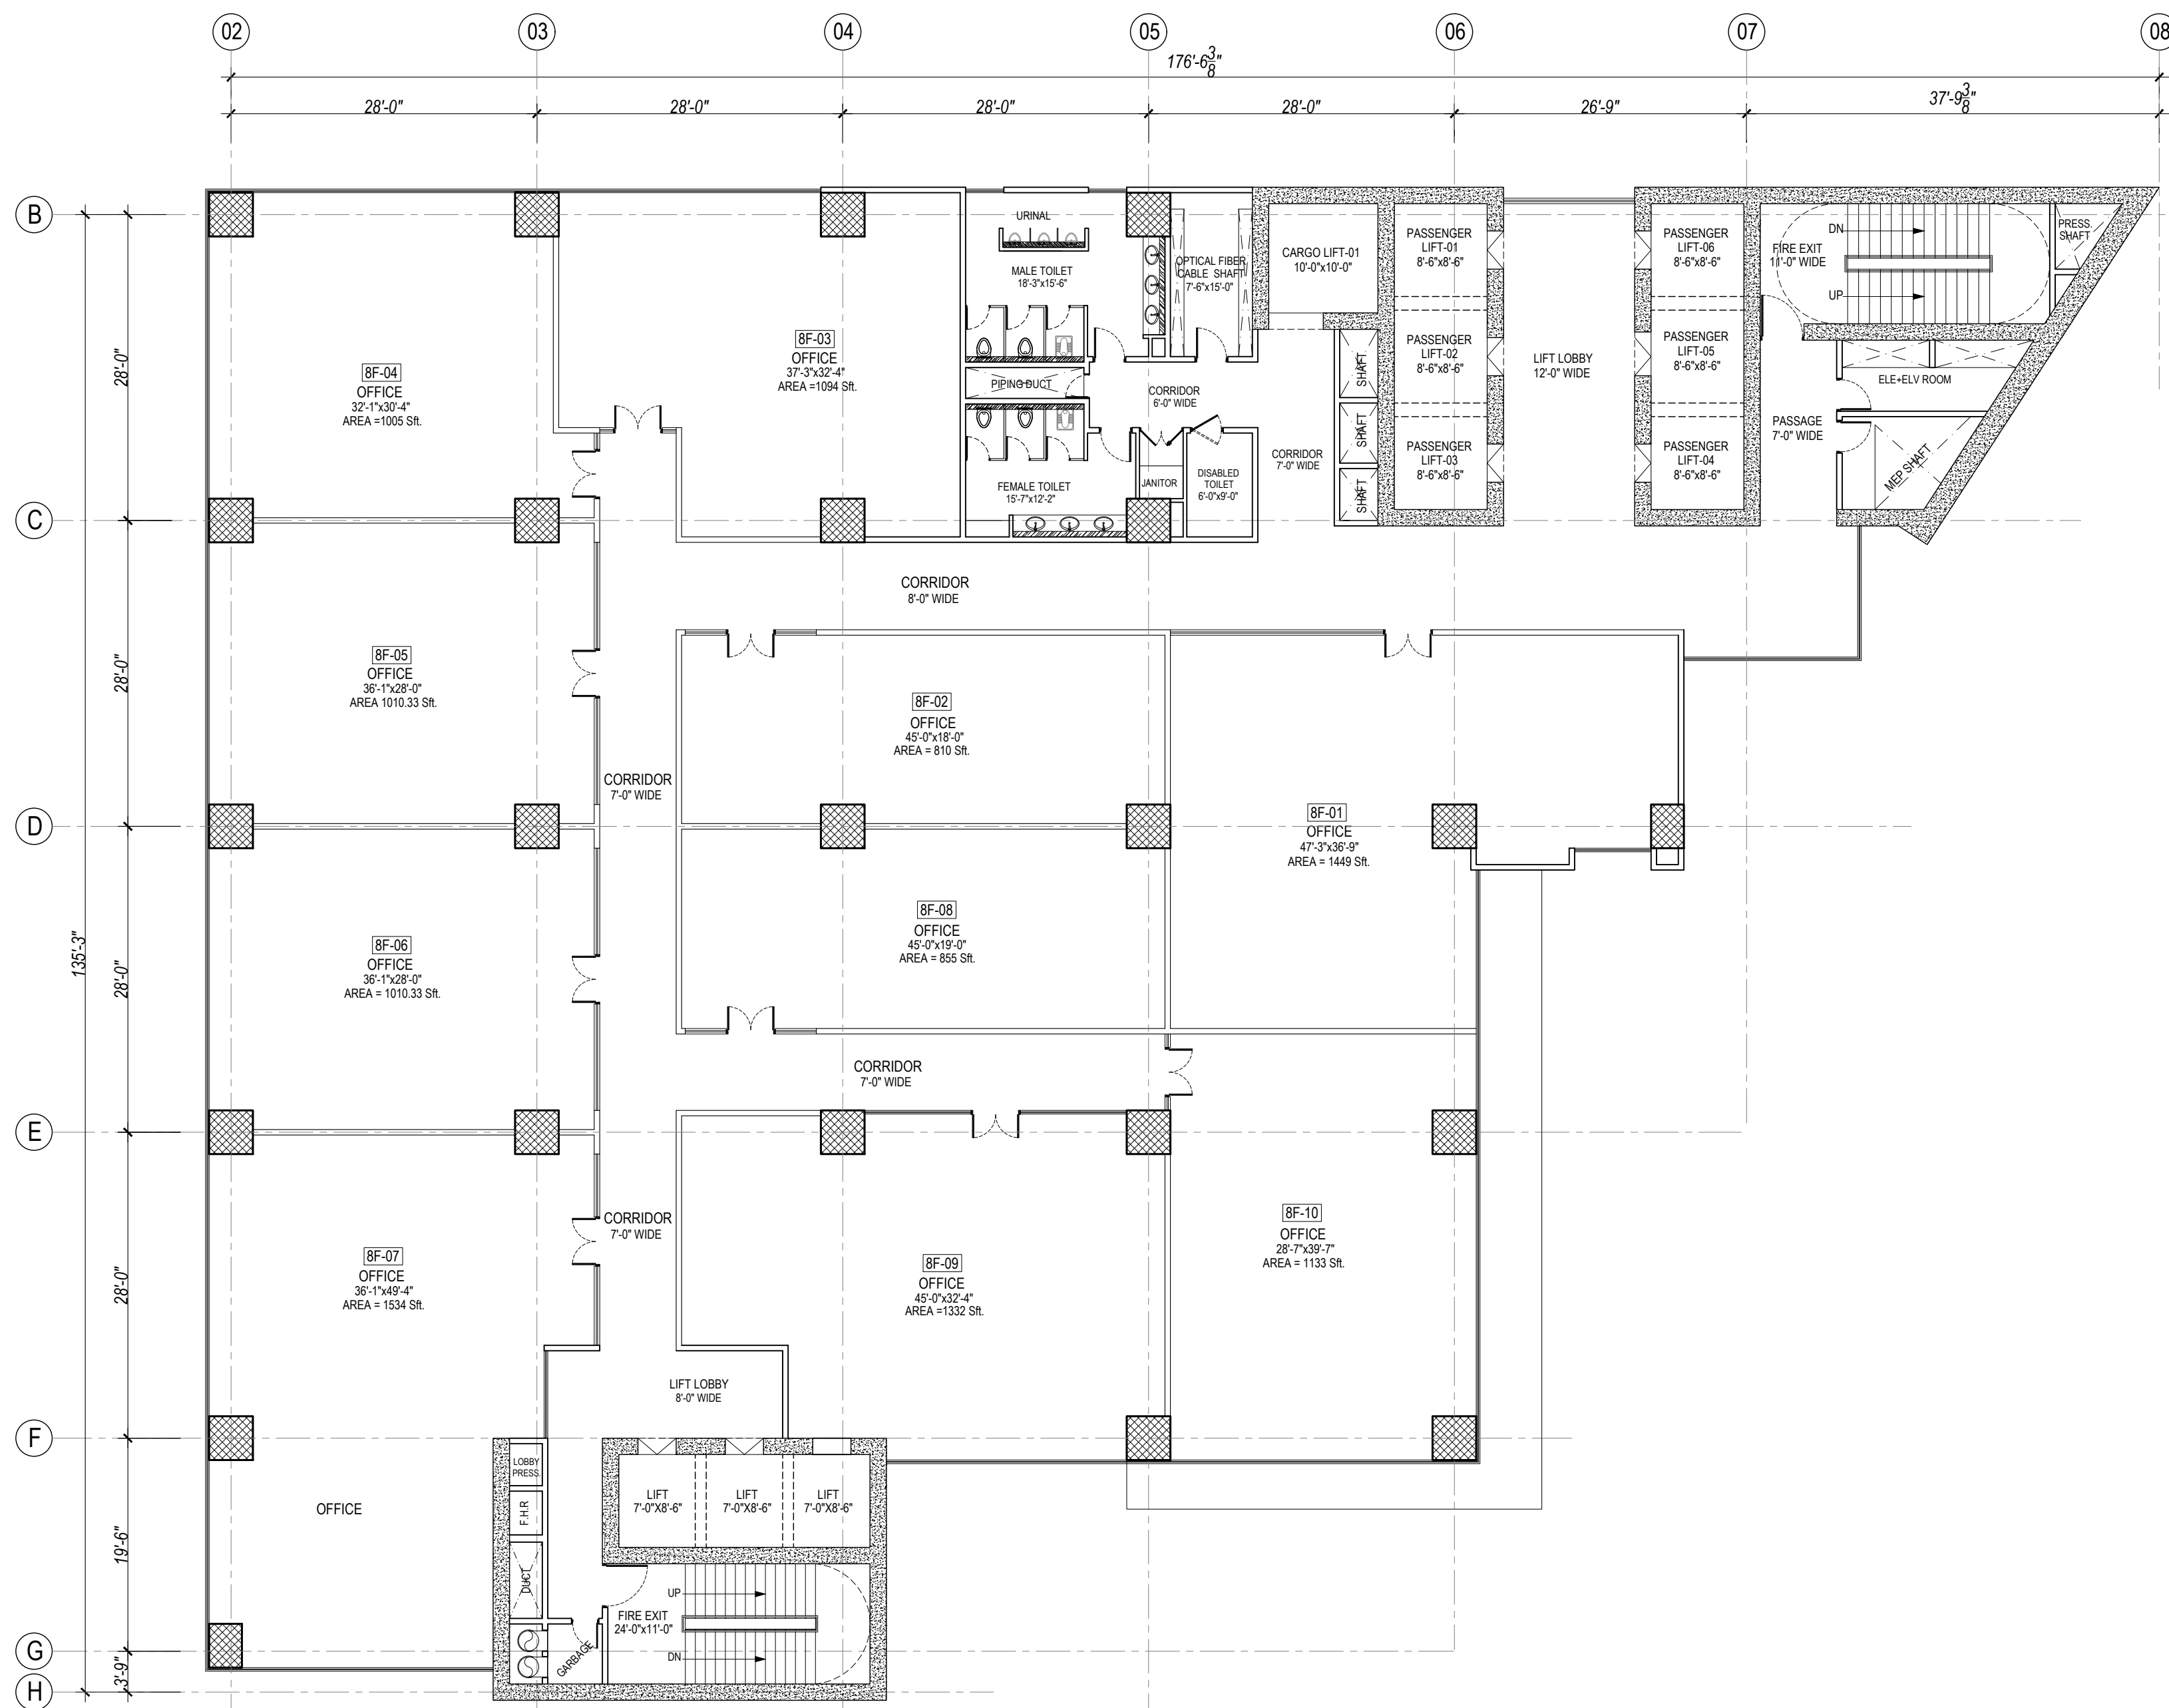 02
03
04
05
06
07
08
176'-6 3/8"
28'-0"
28'-0"
28'-0"
28'-0"
26'-9"
37'-9 3/8"
B
C
D
E
F
G
H
135'-3"
28'-0"
28'-0"
28'-0"
28'-0"
19'-6"
3'-9"
8F-04
OFFICE
32'-1"x30'-4"
AREA =1005 Sft.
8F-03
OFFICE
37'-3"x32'-4"
AREA =1094 Sft.
URINAL
MALE TOILET
18'-3"x15'-6"
PIPING DUCT
FEMALE TOILET
15'-7"x12'-2"
OPTICAL FIBER
CABLE SHAFT
7'-6"x15'-0"
CORRIDOR
6'-0" WIDE
JANITOR
DISABLED
TOILET
6'-0"x9'-0"
CARGO LIFT-01
10'-0"x10'-0"
CORRIDOR
7'-0" WIDE
SHAFT
SHAFT
SHAFT
PASSENGER
LIFT-01
8'-6"x8'-6"
PASSENGER
LIFT-02
8'-6"x8'-6"
PASSENGER
LIFT-03
8'-6"x8'-6"
LIFT LOBBY
12'-0" WIDE
PASSENGER
LIFT-06
8'-6"x8'-6"
PASSENGER
LIFT-05
8'-6"x8'-6"
PASSENGER
LIFT-04
8'-6"x8'-6"
DN
FIRE EXIT
11'-0" WIDE
UP
PRESS.
SHAFT
ELE+ELV ROOM
PASSAGE
7'-0" WIDE
MEP SHAFT
CORRIDOR
8'-0" WIDE
8F-05
OFFICE
36'-1"x28'-0"
AREA 1010.33 Sft.
8F-02
OFFICE
45'-0"x18'-0"
AREA = 810 Sft.
CORRIDOR
7'-0" WIDE
8F-01
OFFICE
47'-3"x36'-9"
AREA = 1449 Sft.
8F-06
OFFICE
36'-1"x28'-0"
AREA = 1010.33 Sft.
8F-08
OFFICE
45'-0"x19'-0"
AREA = 855 Sft.
CORRIDOR
7'-0" WIDE
8F-07
OFFICE
36'-1"x49'-4"
AREA = 1534 Sft.
CORRIDOR
7'-0" WIDE
8F-09
OFFICE
45'-0"x32'-4"
AREA =1332 Sft.
8F-10
OFFICE
28'-7"x39'-7"
AREA = 1133 Sft.
LIFT LOBBY
8'-0" WIDE
OFFICE
LOBBY
PRESS.
F.H.R
DUCT
LIFT
7'-0"X8'-6"
LIFT
7'-0"X8'-6"
LIFT
7'-0"X8'-6"
UP
FIRE EXIT
24'-0"x11'-0"
DN
GARBAGE